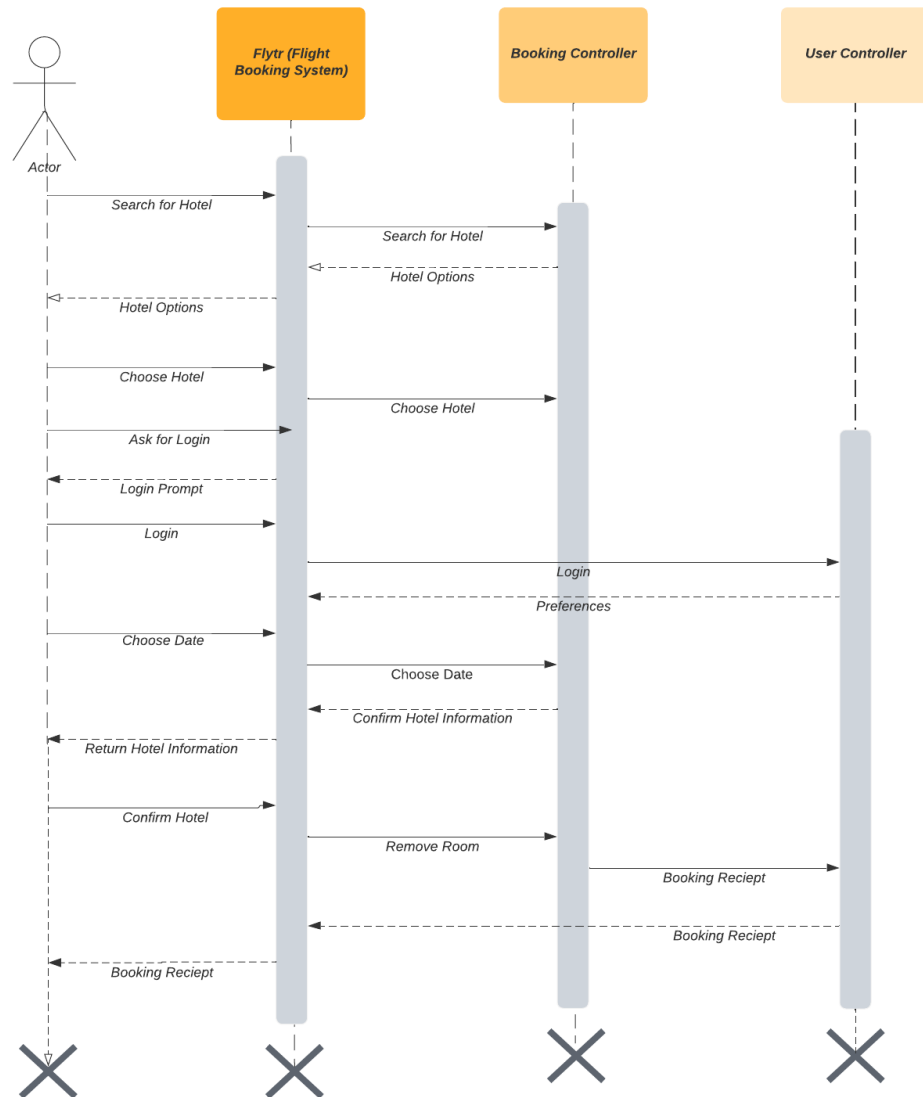 Flytr (Flight
Booking System)
Booking Controller
User Controller
Actor
Search for Hotel
Search for Hotel
Hotel Options
Hotel Options
Choose Hotel
Choose Hotel
Ask for Login
Login Prompt
Login
Login
Preferences
Choose Date
Choose Date
Confirm Hotel Information
Return Hotel Information
Confirm Hotel
Remove Room
Booking Reciept
Booking Reciept
Booking Reciept